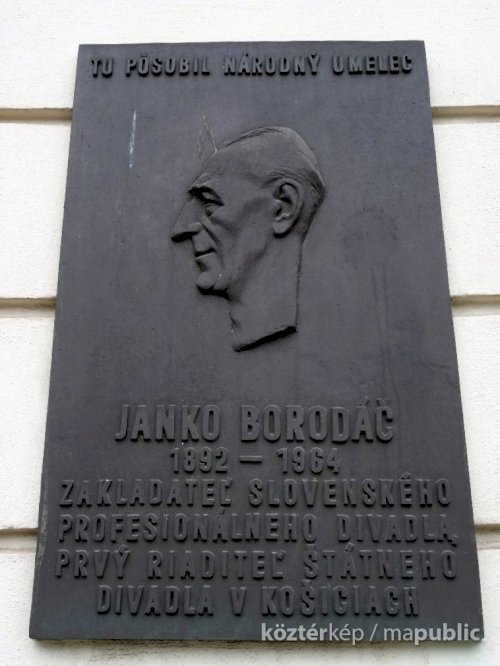 TU PÔSOBIL NÁRODNÝ UMELEC
JANKO BORODÁČ
1892 – 1964
ZAKLADATEĽ SLOVENSKÉHO
PROFESIONÁLNEHO DIVADLA,
PRVÝ RIADITEĽ ŠTÁTNEHO
DIVADLA V KOŠICIACH
köztérkép / mapublic.